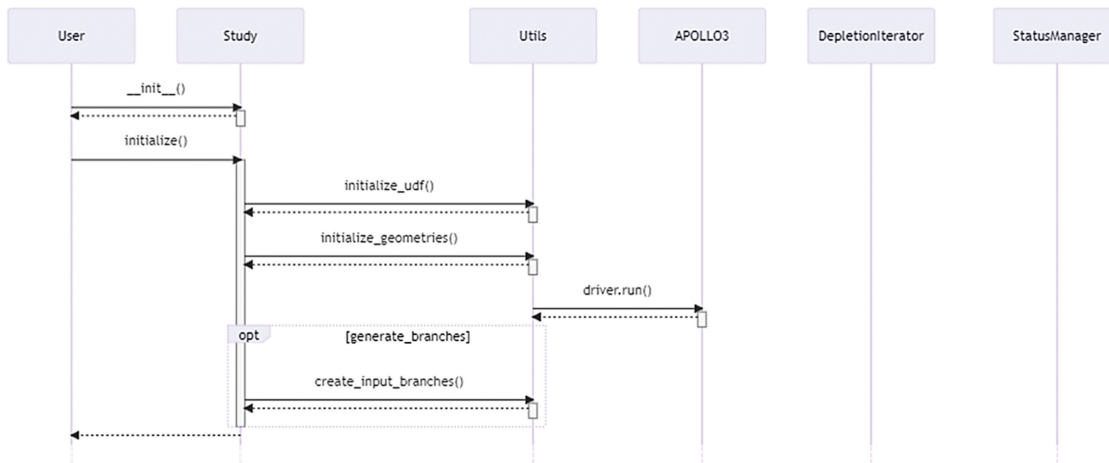 User
Study
Utils
APOLLO3
DepletionIterator
StatusManager
__init__()
initialize()
initialize_udf()
initialize_geometries()
driver.run()
opt
[generate_branches]
create_input_branches()